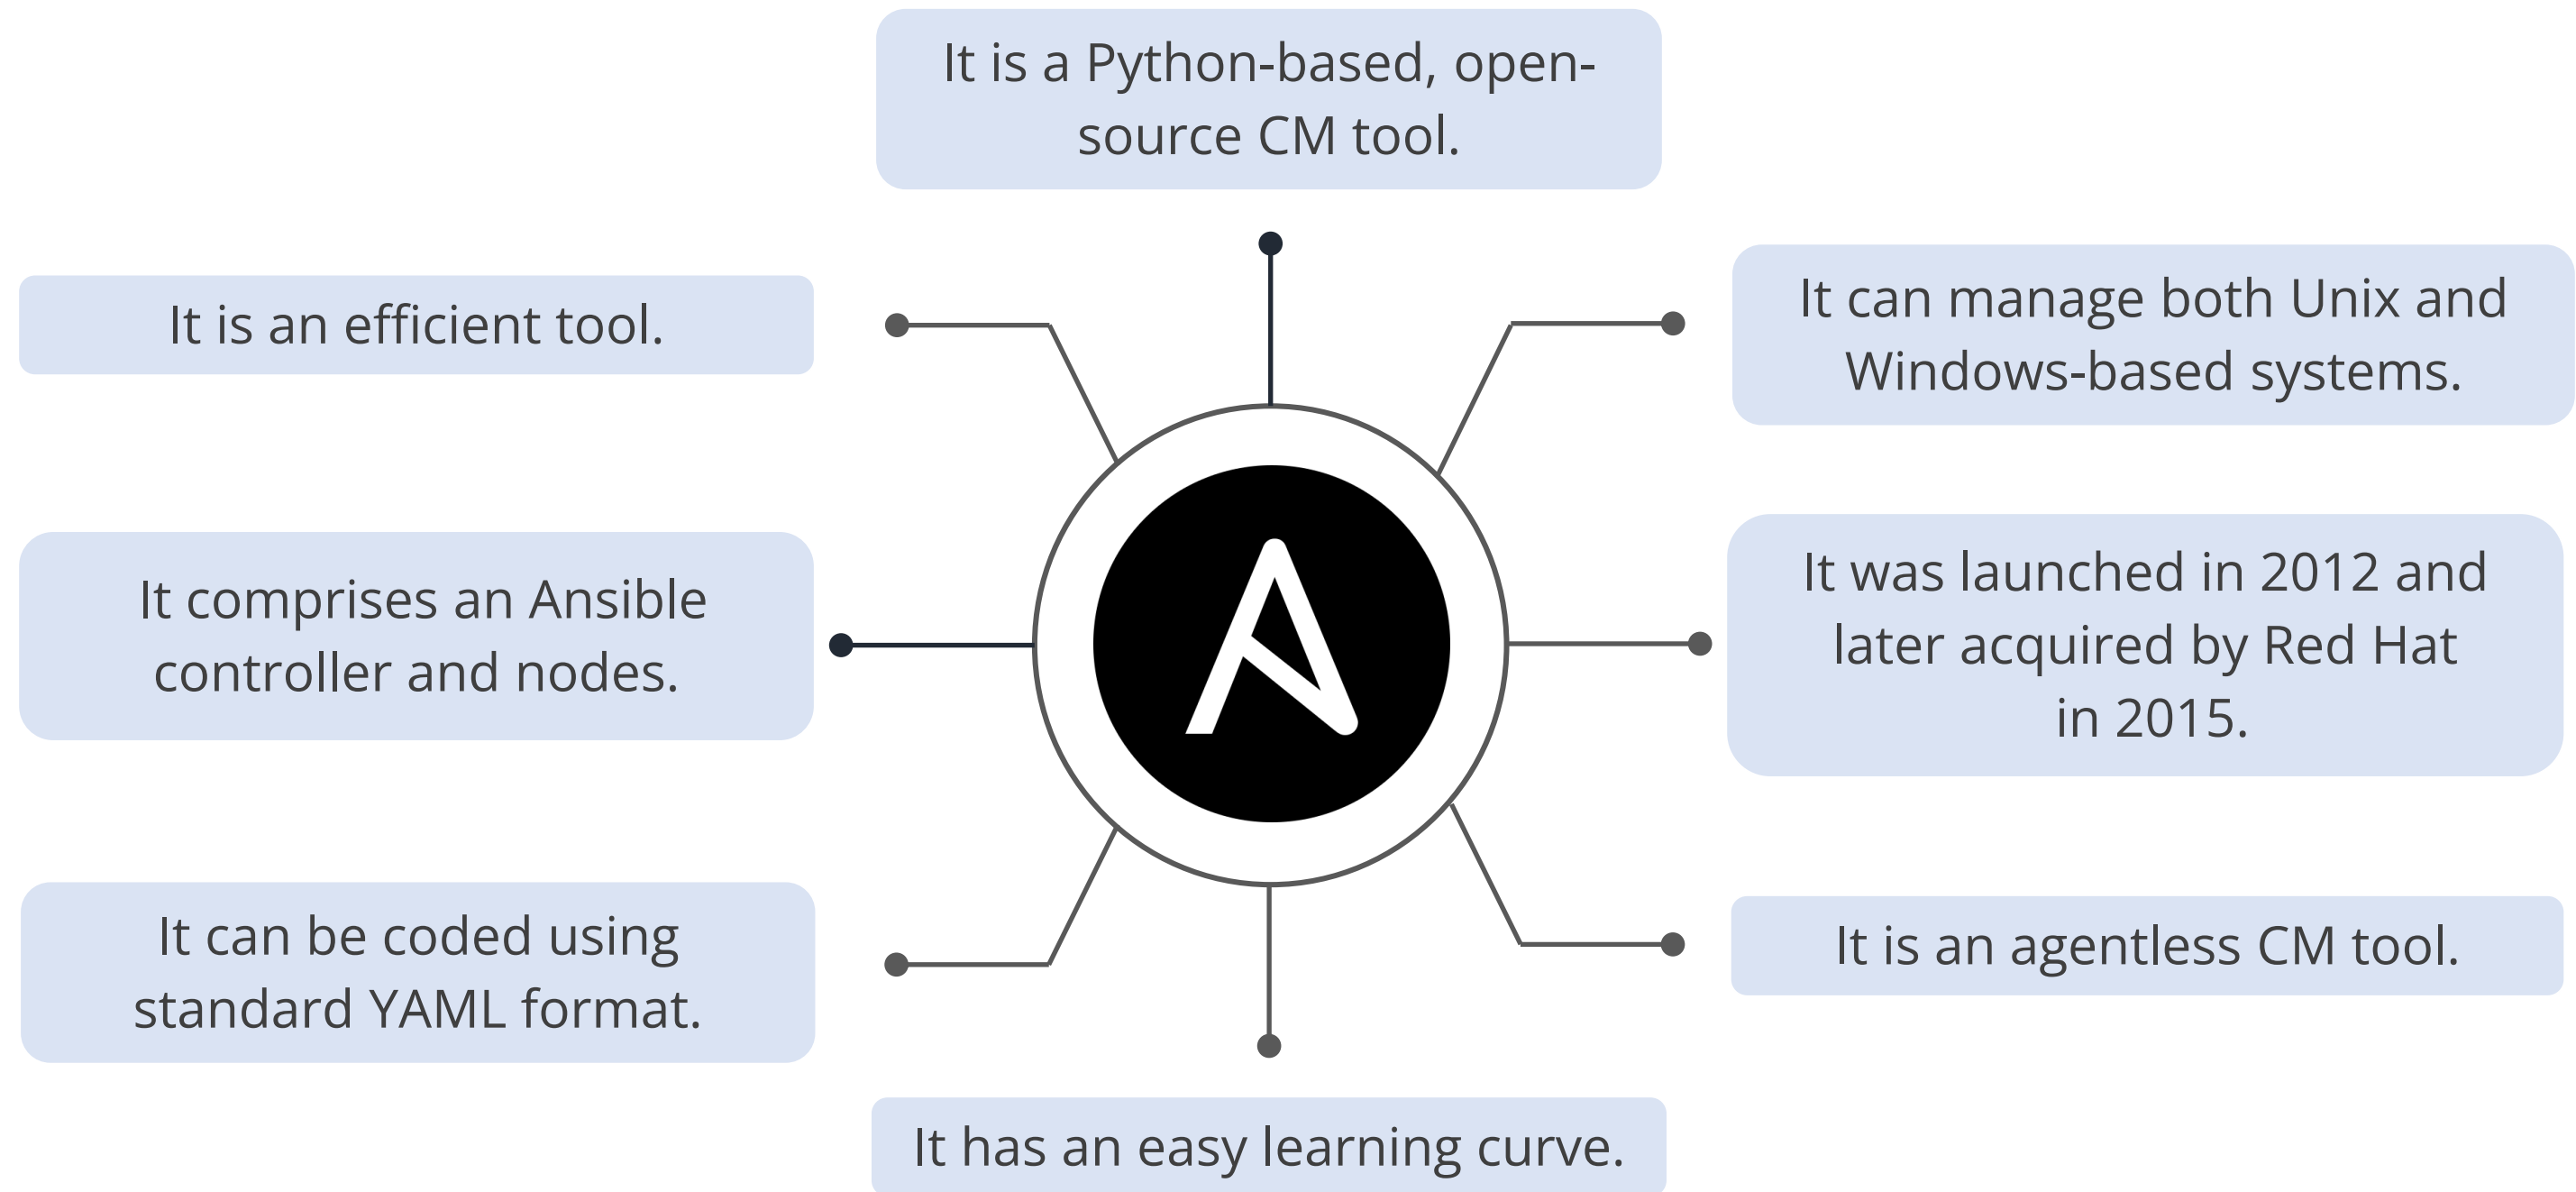 It is a Python-based, open-
source CM tool.
It is an efficient tool.
It can manage both Unix and
Windows-based systems.
It comprises an Ansible
controller and nodes.
It was launched in 2012 and
later acquired by Red Hat
in 2015.
It can be coded using
standard YAML format.
It is an agentless CM tool.
It has an easy learning curve.